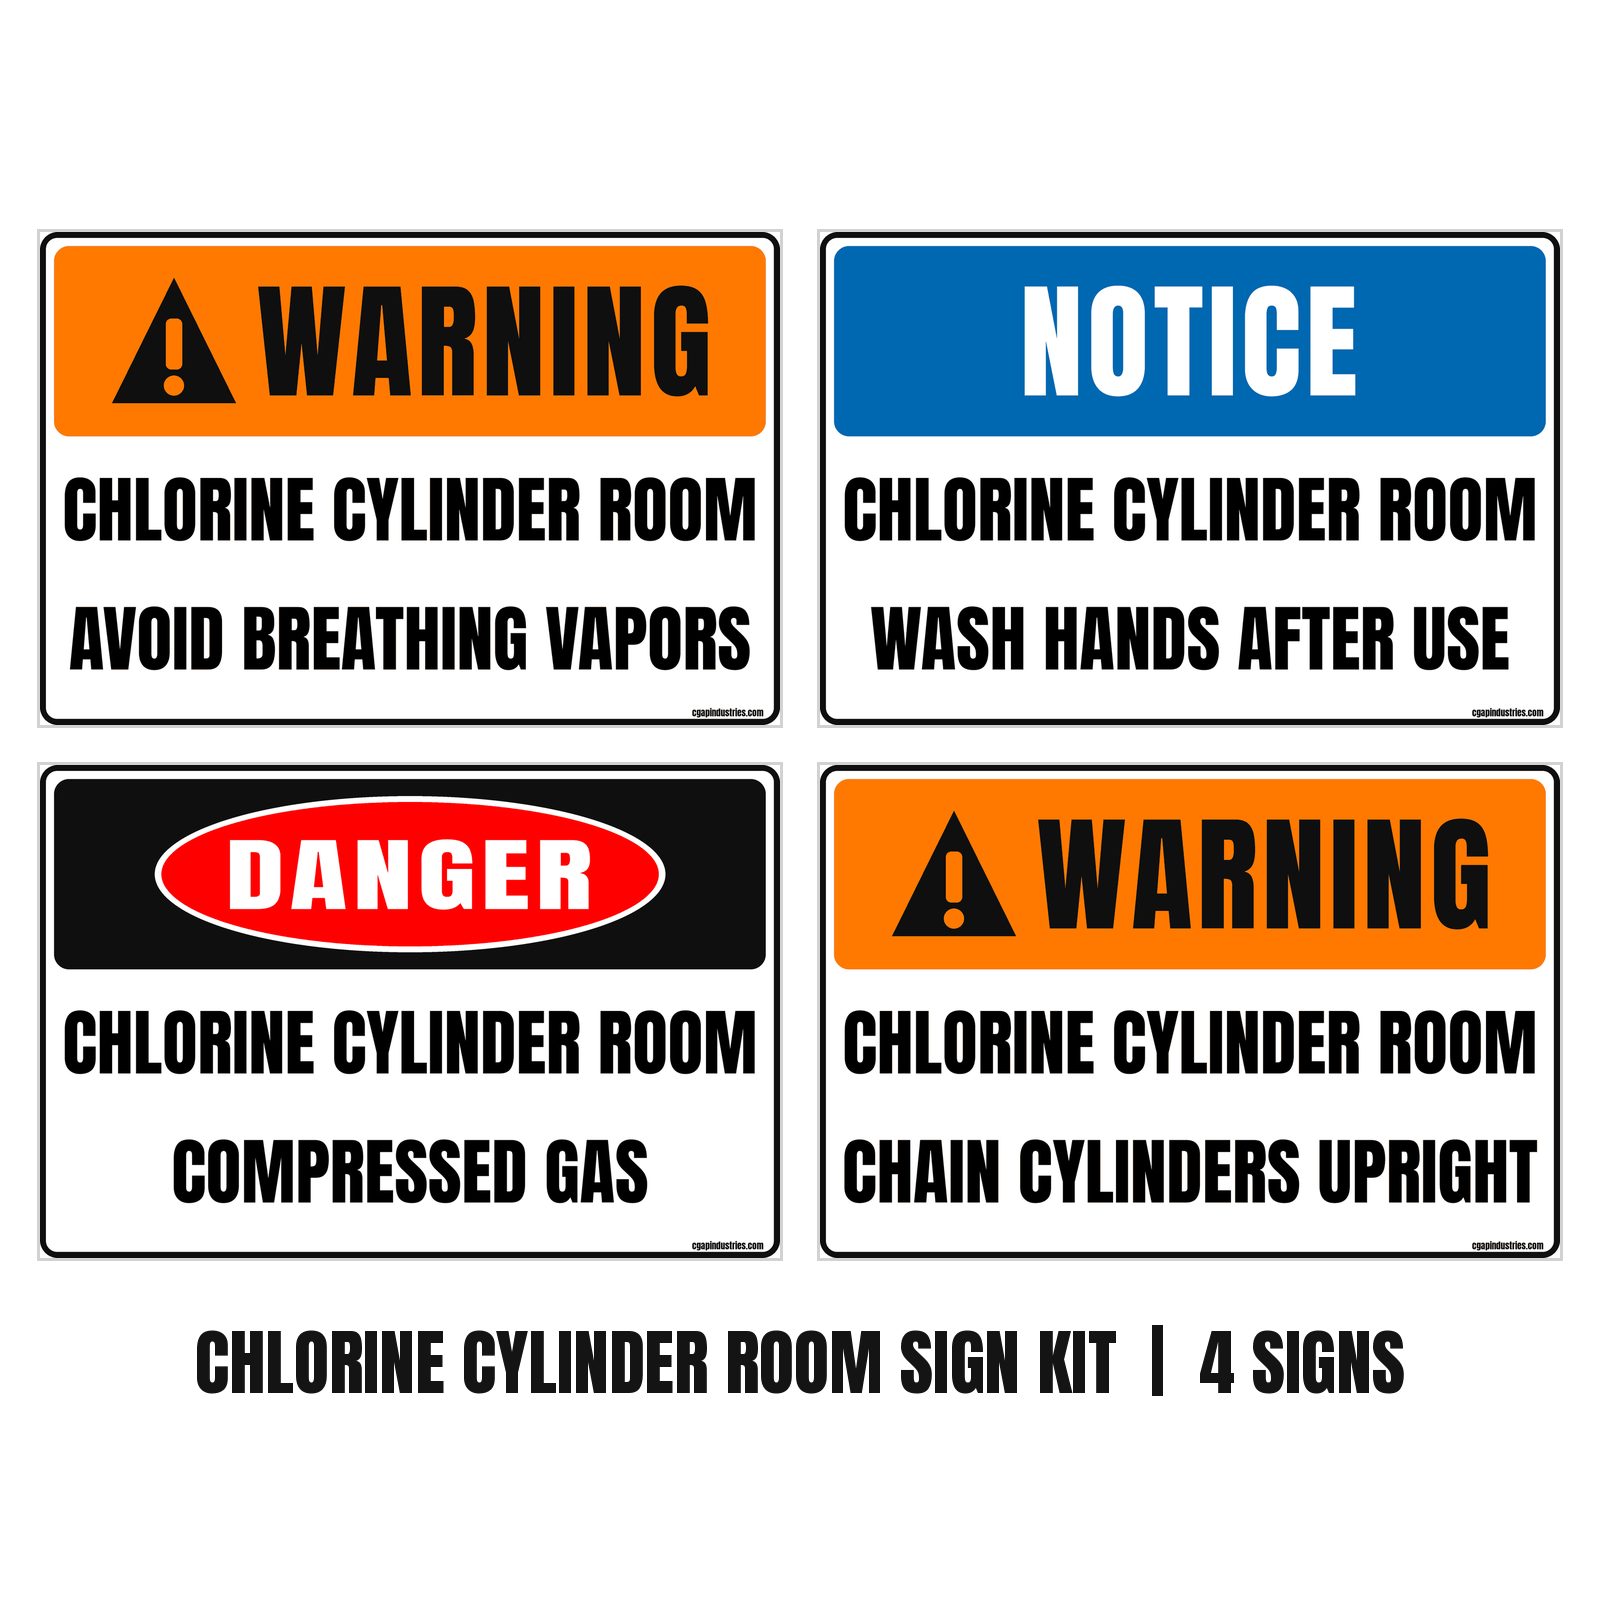 WARNING
CHLORINE CYLINDER ROOM
AVOID BREATHING VAPORS
cgapindustries.com
NOTICE
CHLORINE CYLINDER ROOM
WASH HANDS AFTER USE
cgapindustries.com
DANGER
CHLORINE CYLINDER ROOM
COMPRESSED GAS
cgapindustries.com
WARNING
CHLORINE CYLINDER ROOM
CHAIN CYLINDERS UPRIGHT
cgapindustries.com
CHLORINE CYLINDER ROOM SIGN KIT | 4 SIGNS